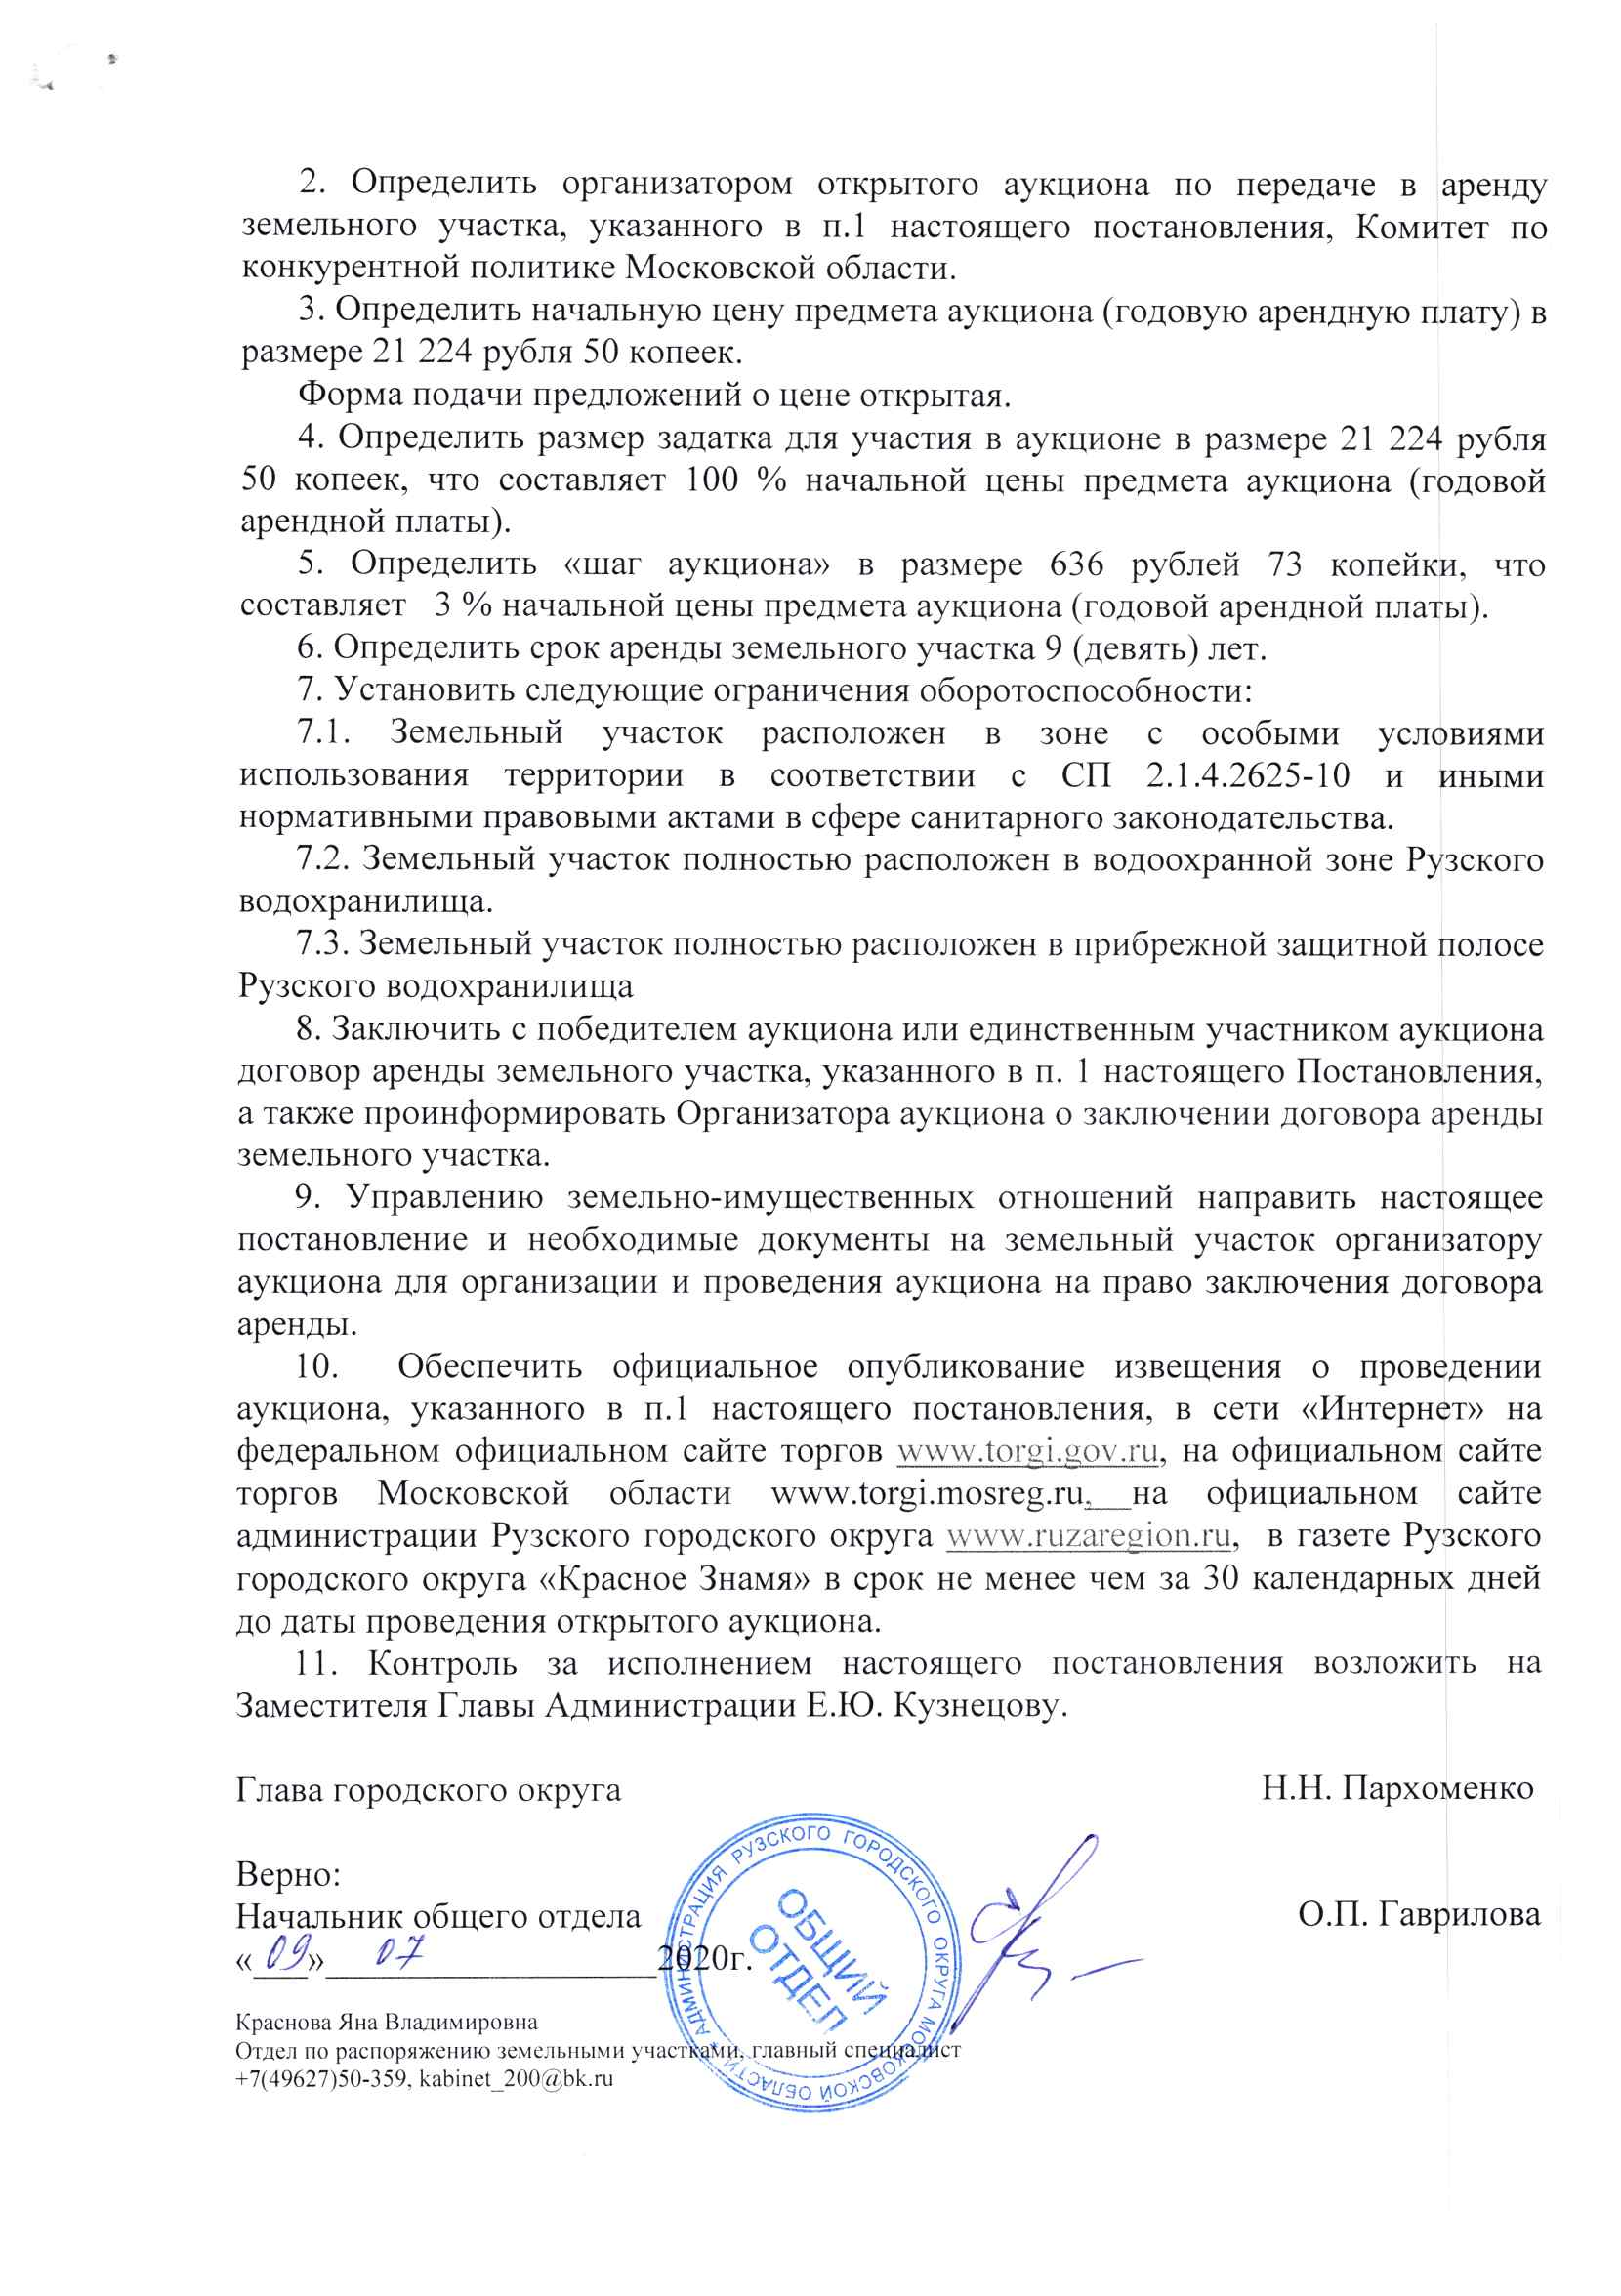 2. Определить организатором открытого аукциона по передаче в аренду
земельного участка, указанного в п.1 настоящего постановления, Комитет по
конкурентной политике Московской области.
3. Определить начальную цену предмета аукциона (годовую арендную плату) в
размере 21 224 рубля 50 копеек.
Форма подачи предложений о цене открытая.
4. Определить размер задатка для участия в аукционе в размере 21 224 рубля
50 копеек, что составляет 100 % начальной цены предмета аукциона (годовой
арендной платы).
5. Определить «шаг аукциона» в размере 636 рублей 73 копейки, что
составляет 3 % начальной цены предмета аукциона (годовой арендной платы).
6. Определить срок аренды земельного участка 9 (девять) лет.
7. Установить следующие ограничения оборотоспособности:
7.1. Земельный участок расположен в зоне с особыми условиями
использования территории в соответствии с СП 2.1.4.2625-10 и иными
нормативными правовыми актами в сфере санитарного законодательства.
7.2. Земельный участок полностью расположен в водоохранной зоне Рузского
водохранилища.
7.3. Земельный участок полностью расположен в прибрежной защитной полосе
Рузского водохранилища
8. Заключить с победителем аукциона или единственным участником аукциона
договор аренды земельного участка, указанного в п. 1 настоящего Постановления,
а также проинформировать Организатора аукциона о заключении договора аренды
земельного участка.
9. Управлению земельно-имущественных отношений направить настоящее
постановление и необходимые документы на земельный участок организатору
аукциона для организации и проведения аукциона на право заключения договора
аренды.
10. Обеспечить официальное опубликование извещения о проведении
аукциона, указанного в п.1 настоящего постановления, в сети «Интернет» на
федеральном официальном сайте торгов www.torgi.gov.ru, на официальном сайте
торгов Московской области www.torgi.mosreg.ru, на официальном сайте
администрации Рузского городского округа www.ruzaregion.ru, в газете Рузского
городского округа «Красное Знамя» в срок не менее чем за 30 календарных дней
до даты проведения открытого аукциона.
11. Контроль за исполнением настоящего постановления возложить на
Заместителя Главы Администрации Е.Ю. Кузнецову.
Глава городского округа Н.Н. Пархоменко
Верно:
Начальник общего отдела О.П. Гаврилова
«09» 07 2020г.
АДМИНИСТРАЦИЯ РУЗСКОГО ГОРОДСКОГО ОКРУГА МОСКОВСКОЙ ОБЛАСТИ *
ОБЩИЙ
ОТДЕЛ
Краснова Яна Владимировна
Отдел по распоряжению земельными участками, главный специалист
+7(49627)50-359, kabinet_200@bk.ru